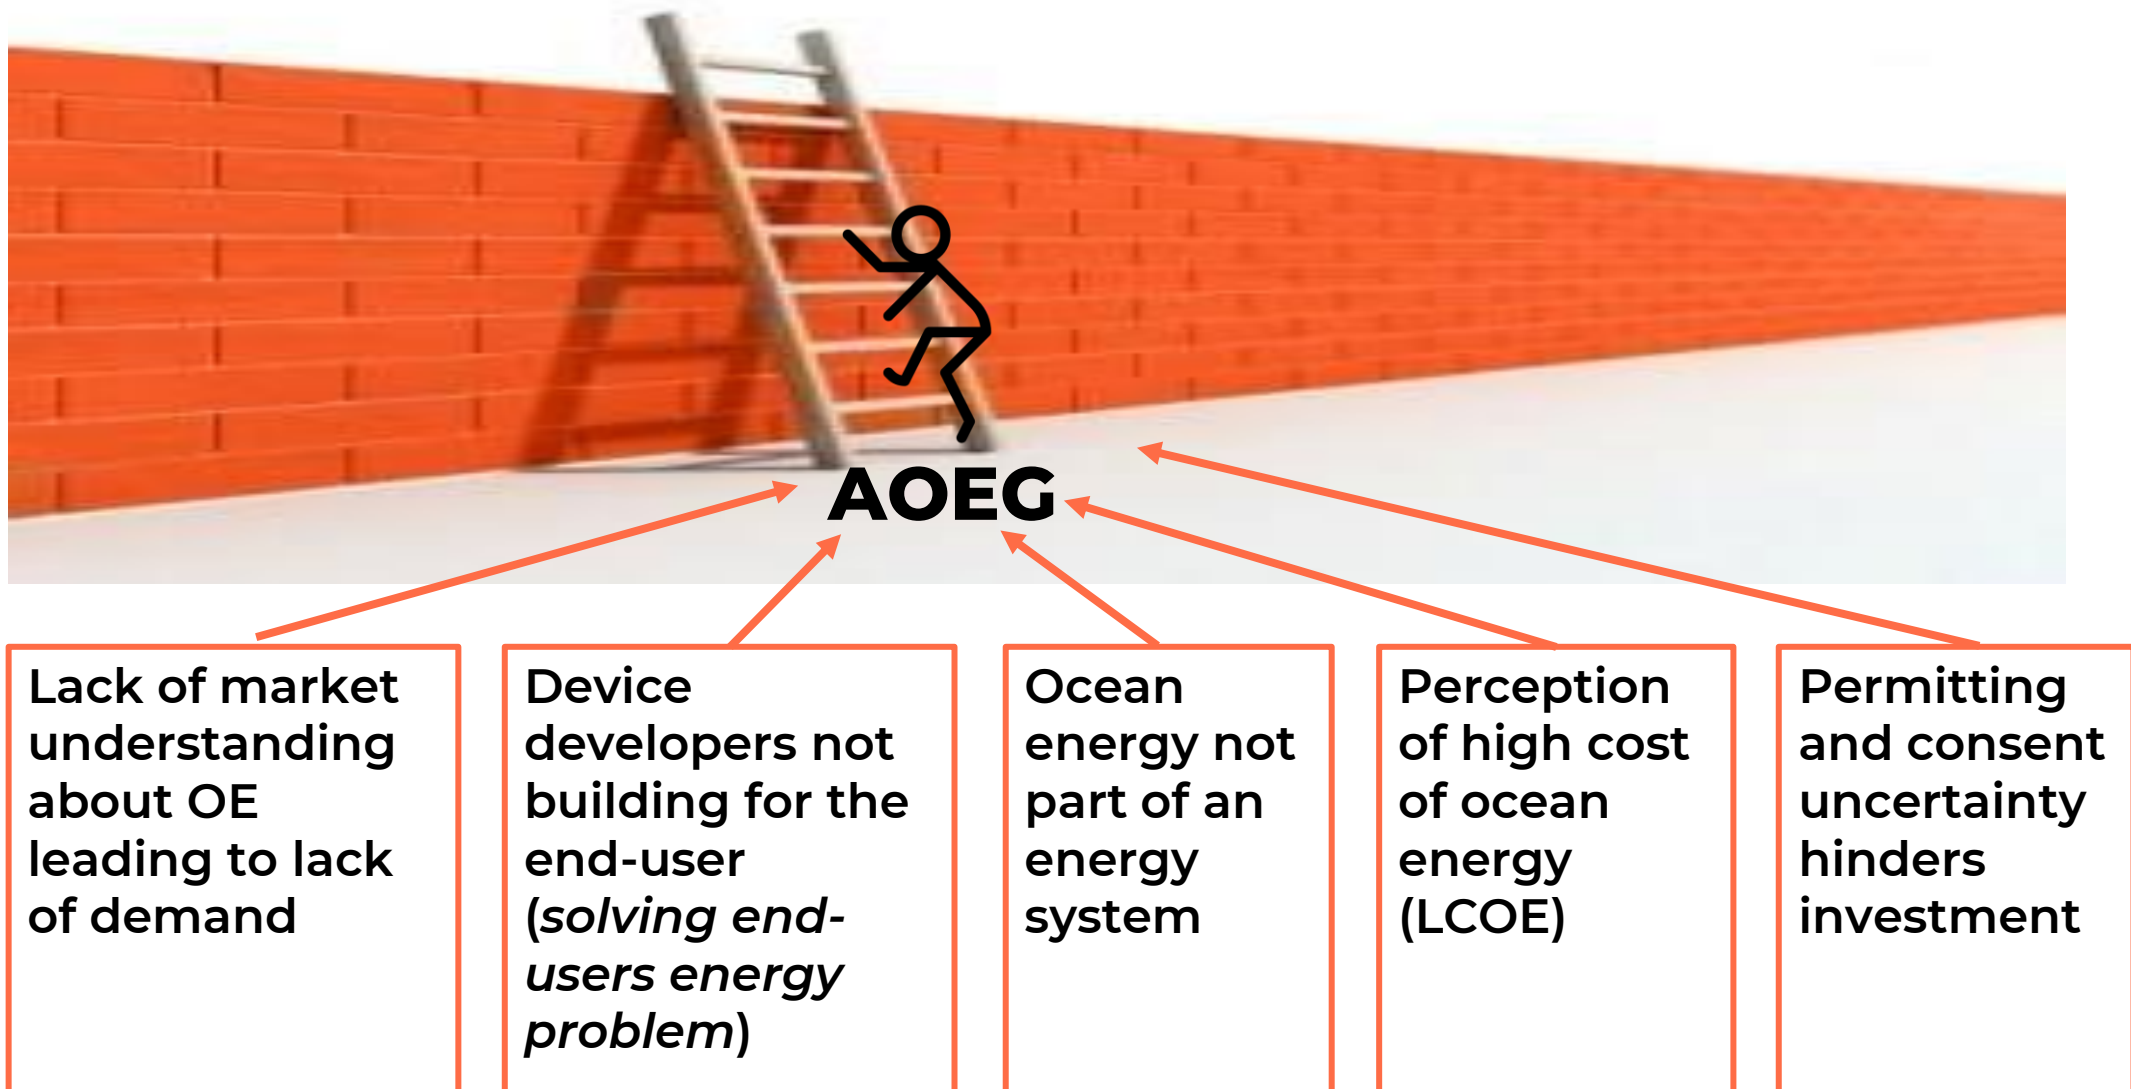 AOEG
Lack of market
understanding
about OE
leading to lack
of demand
Device
developers not
building for the
end-user
(solving end-
users energy
problem)
Ocean
energy not
part of an
energy
system
Perception
of high cost
of ocean
energy
(LCOE)
Permitting
and consent
uncertainty
hinders
investment